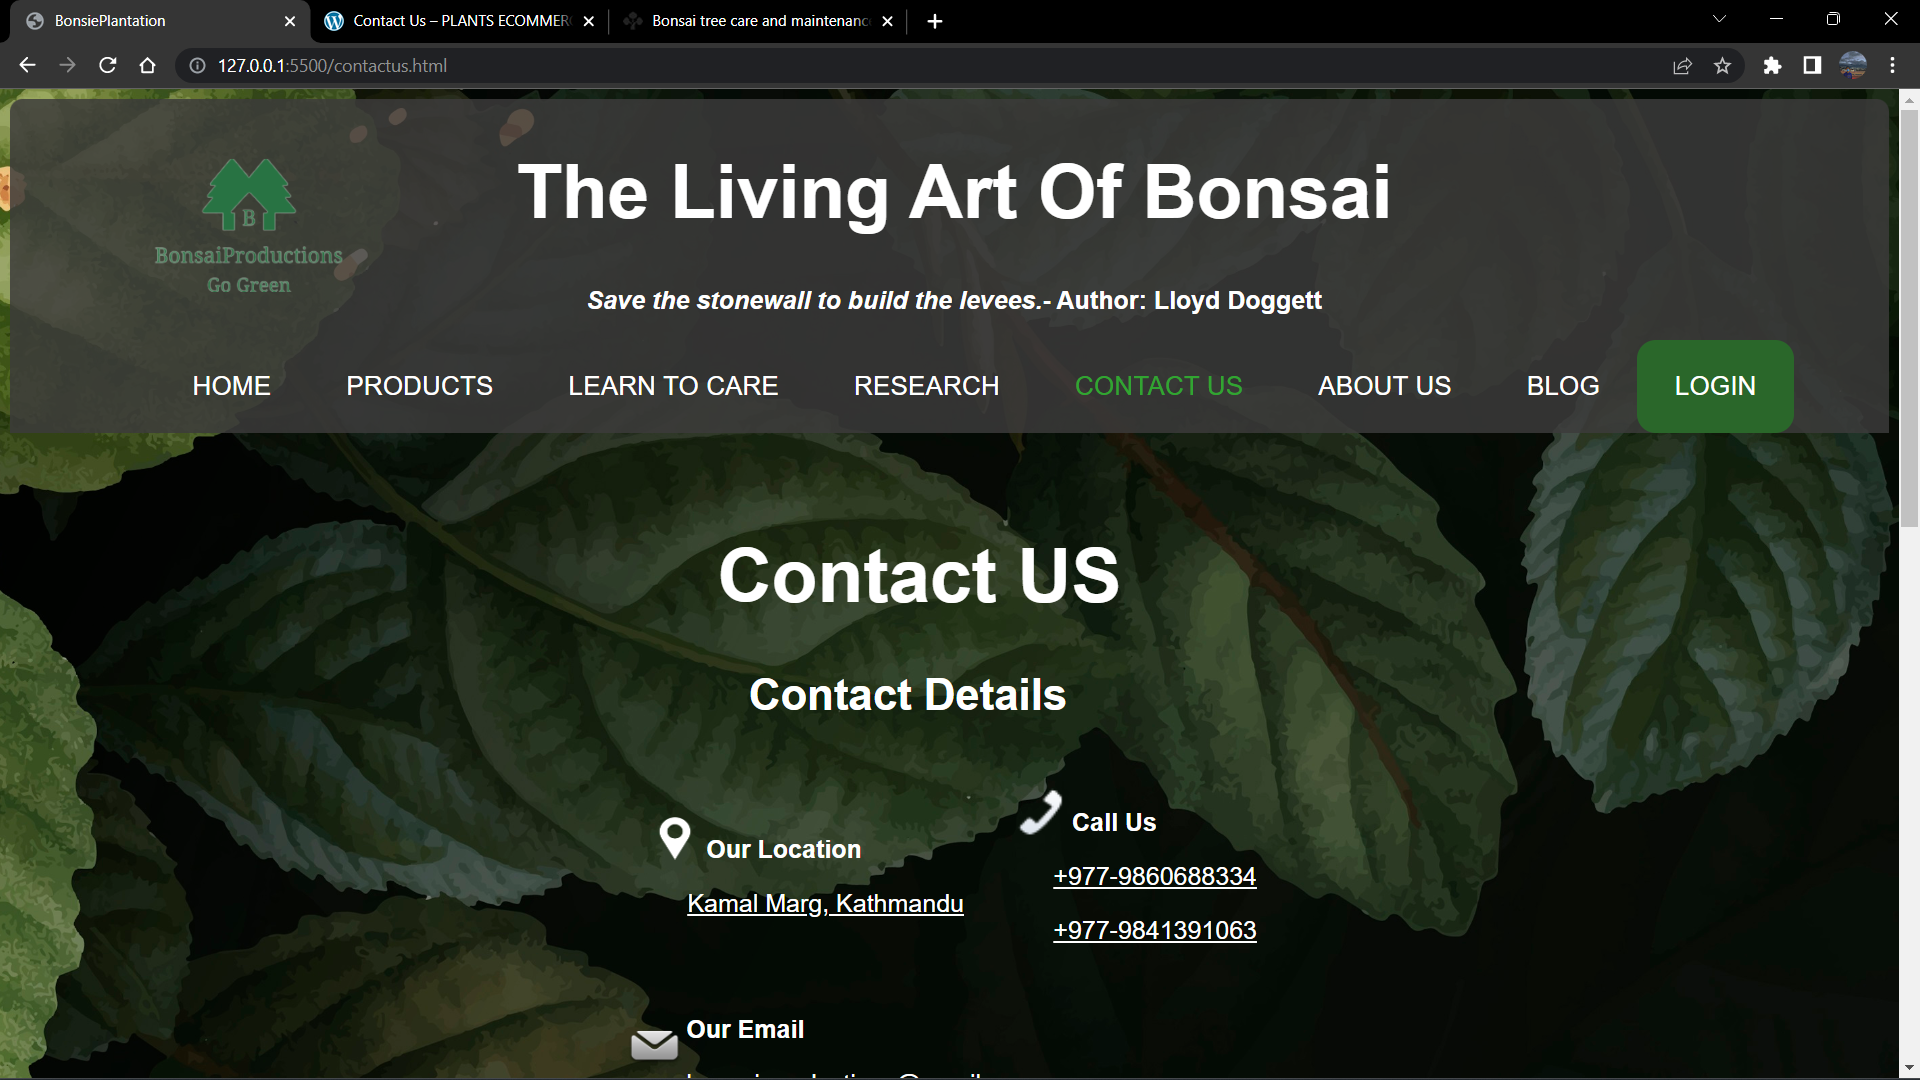 BonsiePlantation
Contact Us – PLANTS ECOMMER
Bonsai tree care and maintenanc
127.0.0.1:5500/contactus.html
The Living Art Of Bonsai
B
BonsaiProductions
Go Green
Save the stonewall to build the levees.- Author: Lloyd Doggett
HOME PRODUCTS LEARN TO CARE RESEARCH CONTACT US ABOUT US BLOG LOGIN
Contact US
Contact Details
Our Location
Kamal Marg, Kathmandu
Call Us
+977-9860688334
+977-9841391063
Our Email